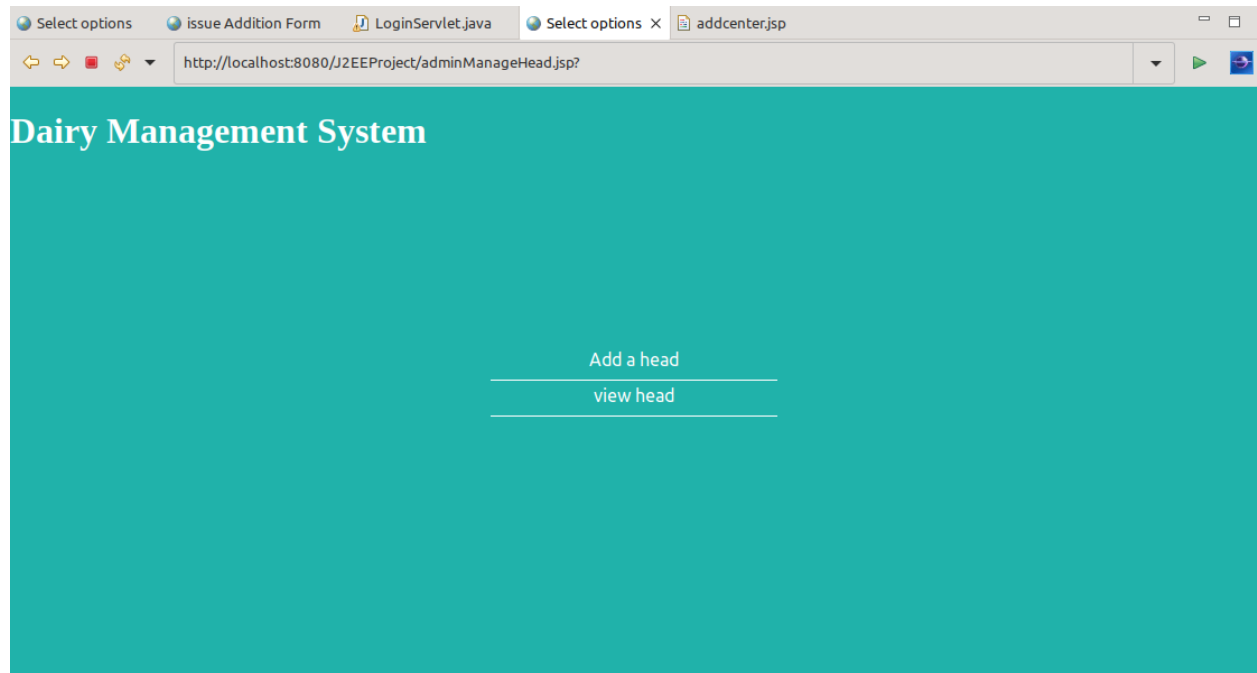 Select options issue Addition Form LoginServlet.java Select options addcenter.jsp
http://localhost:8080/J2EEProject/adminManageHead.jsp?
Dairy Management System
Add a head
view head